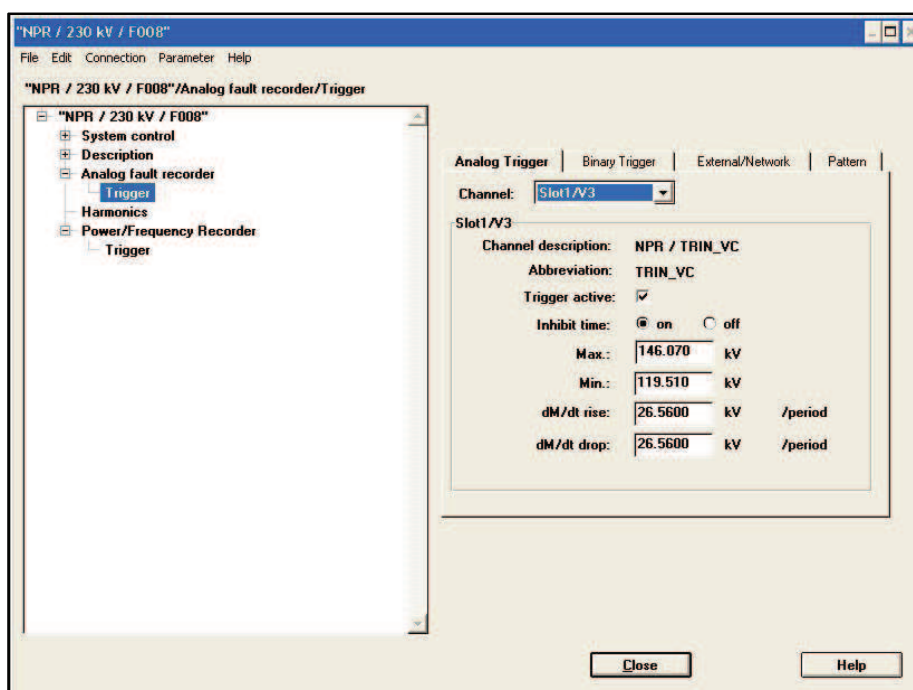 "NPR / 230 kV / F008"
File Edit Connection Parameter Help
"NPR / 230 kV / F008"/Analog fault recorder/Trigger
"NPR / 230 kV / F008"
System control
Description
Analog fault recorder
Trigger
Harmonics
Power/Frequency Recorder
Trigger
Analog Trigger Binary Trigger External/Network Pattern
Channel: Slot1/V3
Slot1/V3
Channel description: NPR / TRIN_VC
Abbreviation: TRIN_VC
Trigger active:
Inhibit time: on off
Max.: 146.070 kV
Min.: 119.510 kV
dM/dt rise: 26.5600 kV /period
dM/dt drop: 26.5600 kV /period
Close Help